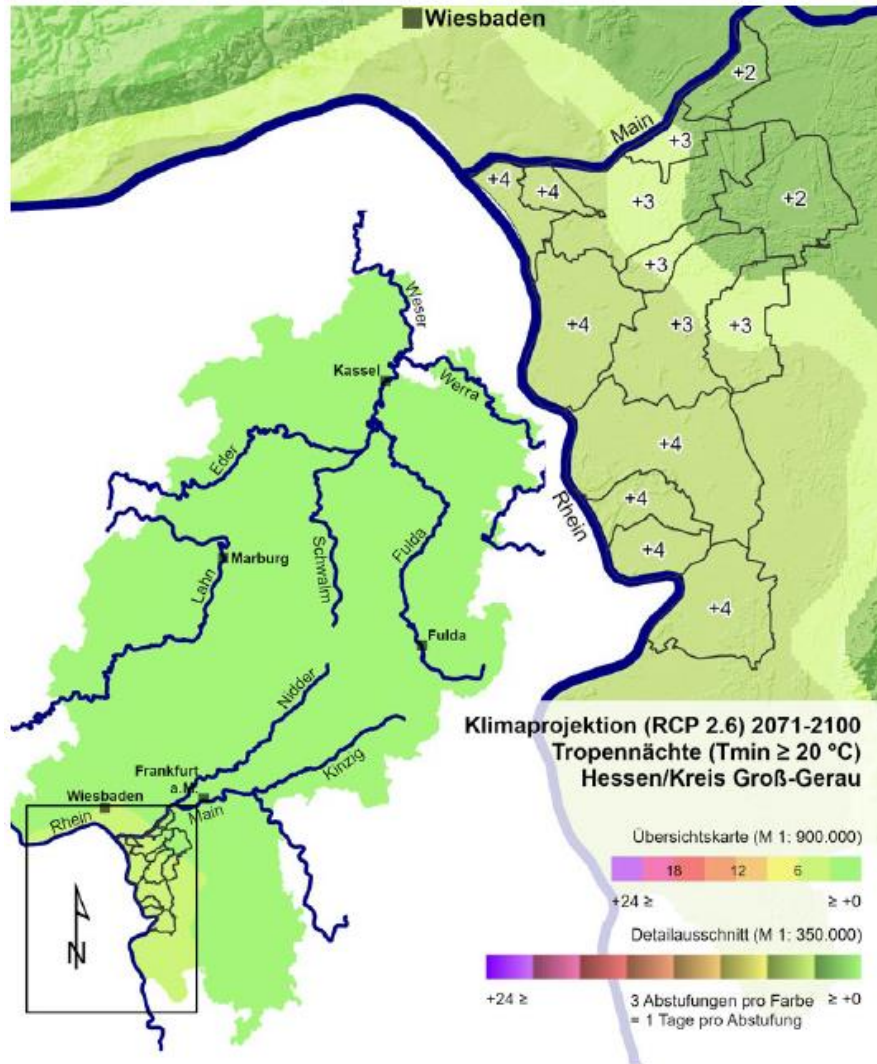 Wiesbaden
+2
Main
+3
+4
+4
+3
+2
+3
+4
+3
+3
+4
+4
+4
+4
Rhein
Weser
Kassel
Werra
Eder
Schwalm
Fulda
Marburg
Lahn
Fulda
Nidder
Kinzig
Frankfurt
a.M.
Wiesbaden
Main
Rhein
N
Klimaprojektion (RCP 2.6) 2071-2100
Tropennächte (Tmin ≥ 20 °C)
Hessen/Kreis Groß-Gerau
Übersichtskarte (M 1: 900.000)
18 12 6
+24 ≥ ≥ +0
Detailausschnitt (M 1: 350.000)
+24 ≥ 3 Abstufungen pro Farbe ≥ +0
= 1 Tage pro Abstufung